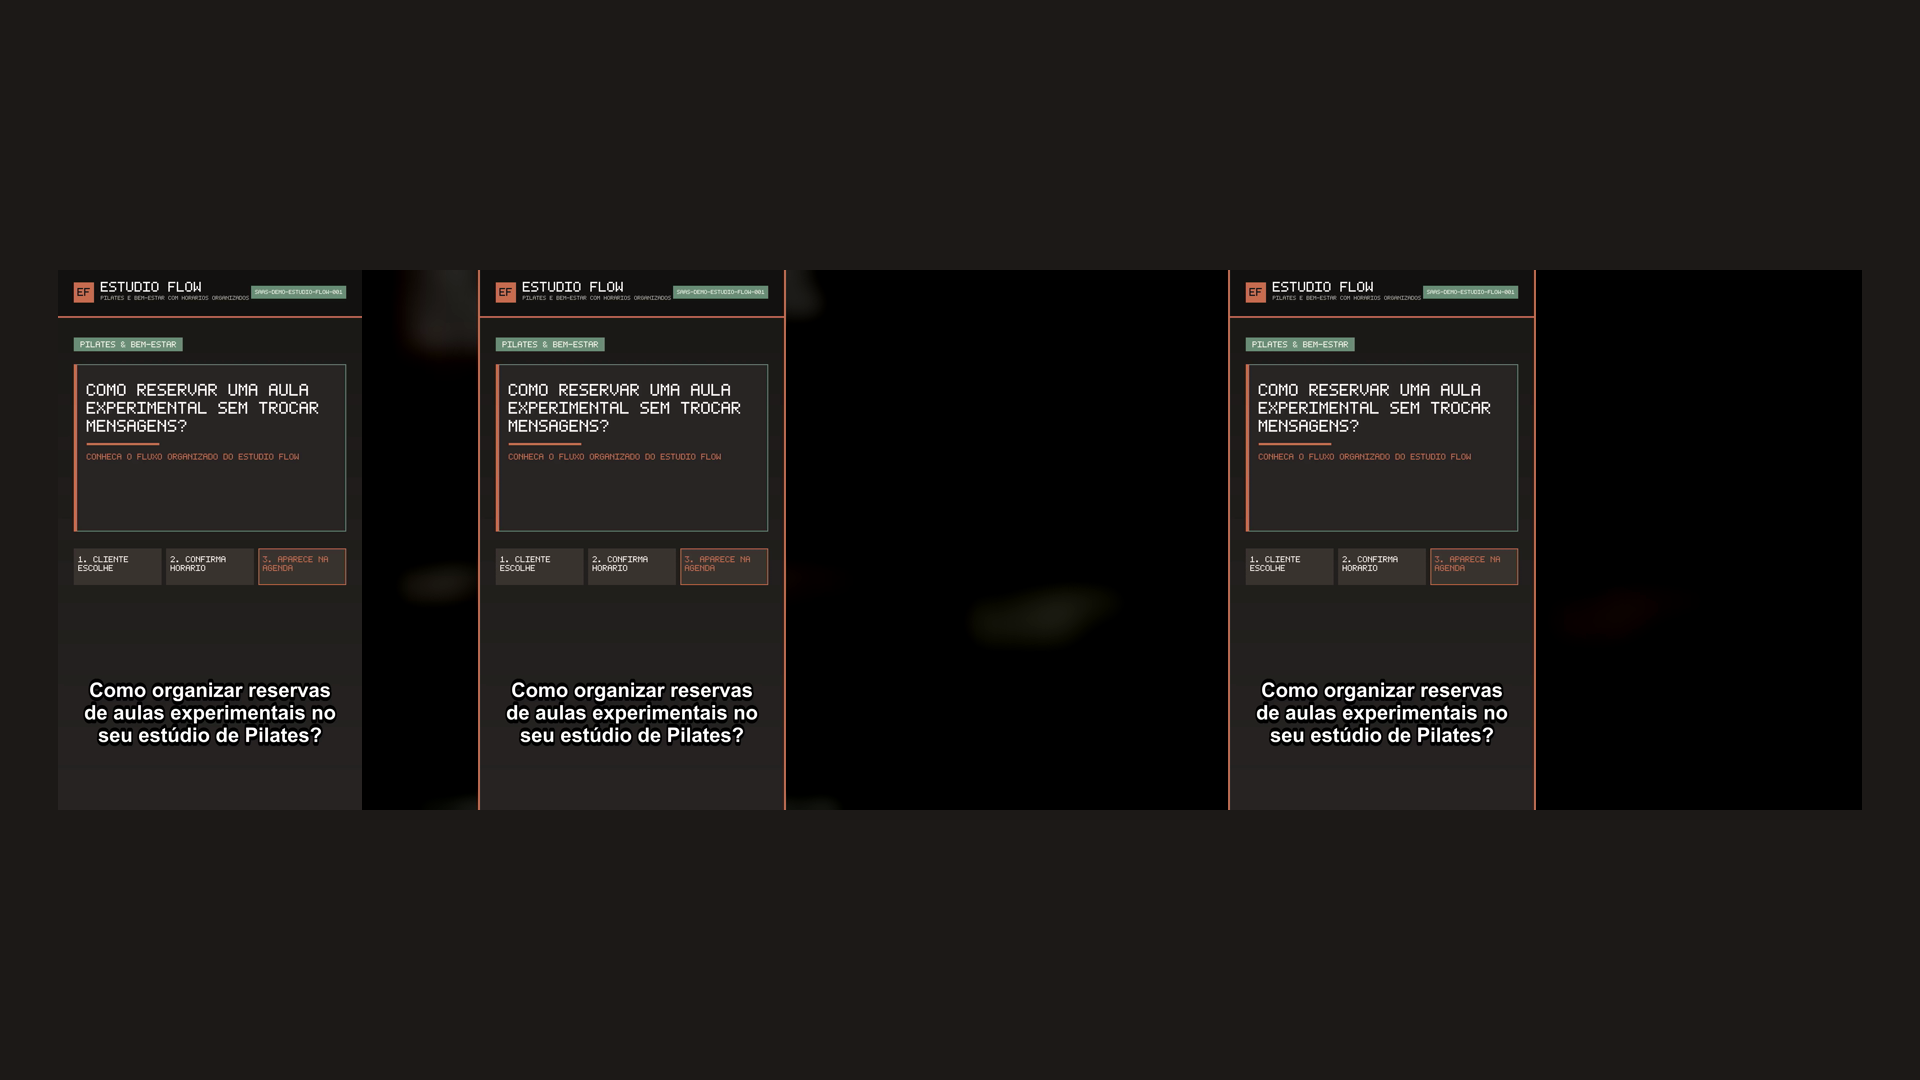 EF
ESTUDIO FLOW
PILATES E BEM-ESTAR COM HORARIOS ORGANIZADOS
SAAS-DEMO-ESTUDIO-FLOW-001
PILATES & BEM-ESTAR
COMO RESERVAR UMA AULA
EXPERIMENTAL SEM TROCAR
MENSAGENS?
CONHECA O FLUXO ORGANIZADO DO ESTUDIO FLOW
1. CLIENTE
ESCOLHE
2. CONFIRMA
HORARIO
3. APARECE NA
AGENDA
Como organizar reservas
de aulas experimentais no
seu estúdio de Pilates?
EF
ESTUDIO FLOW
PILATES E BEM-ESTAR COM HORARIOS ORGANIZADOS
SAAS-DEMO-ESTUDIO-FLOW-001
PILATES & BEM-ESTAR
COMO RESERVAR UMA AULA
EXPERIMENTAL SEM TROCAR
MENSAGENS?
CONHECA O FLUXO ORGANIZADO DO ESTUDIO FLOW
1. CLIENTE
ESCOLHE
2. CONFIRMA
HORARIO
3. APARECE NA
AGENDA
Como organizar reservas
de aulas experimentais no
seu estúdio de Pilates?
EF
ESTUDIO FLOW
PILATES E BEM-ESTAR COM HORARIOS ORGANIZADOS
SAAS-DEMO-ESTUDIO-FLOW-001
PILATES & BEM-ESTAR
COMO RESERVAR UMA AULA
EXPERIMENTAL SEM TROCAR
MENSAGENS?
CONHECA O FLUXO ORGANIZADO DO ESTUDIO FLOW
1. CLIENTE
ESCOLHE
2. CONFIRMA
HORARIO
3. APARECE NA
AGENDA
Como organizar reservas
de aulas experimentais no
seu estúdio de Pilates?